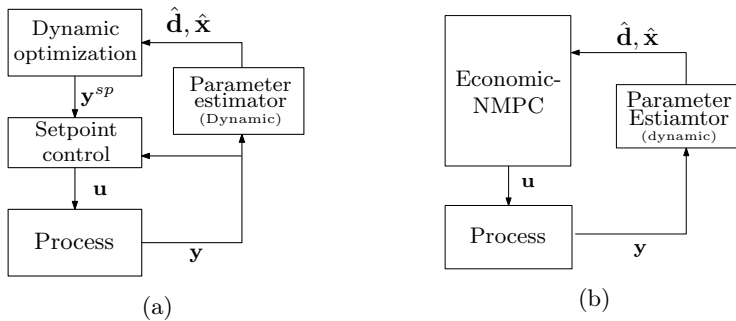 d̂, x̂
Dynamic
optimization
y^{sp}
Parameter
estimator
(Dynamic)
Setpoint
control
u
Process
y
(a)
d̂, x̂
Economic-
NMPC
Parameter
Estiamtor
(dynamic)
u
Process
y
(b)